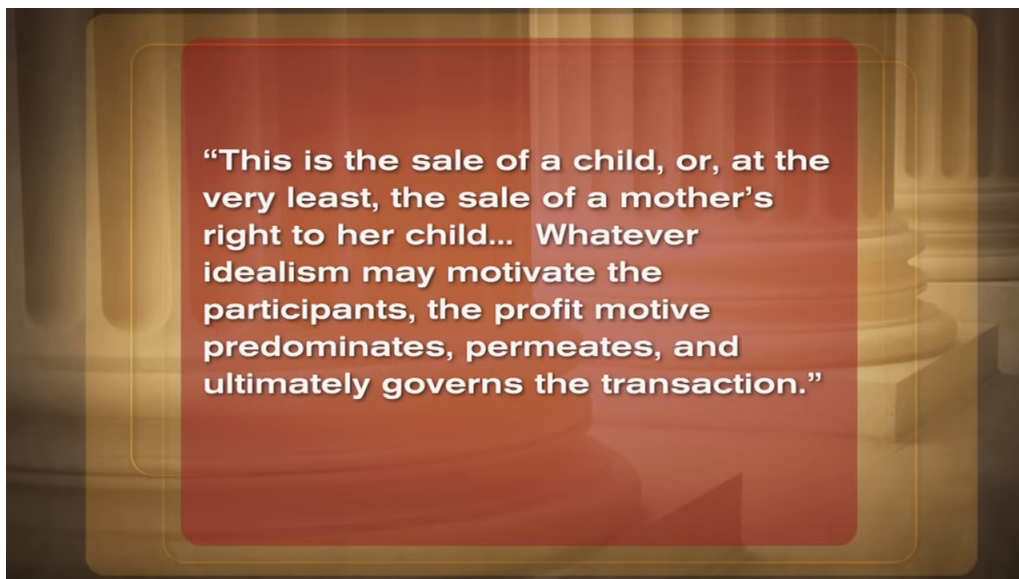 “This is the sale of a child, or, at the
very least, the sale of a mother’s
right to her child...  Whatever
idealism may motivate the
participants, the profit motive
predominates, permeates, and
ultimately governs the transaction.”